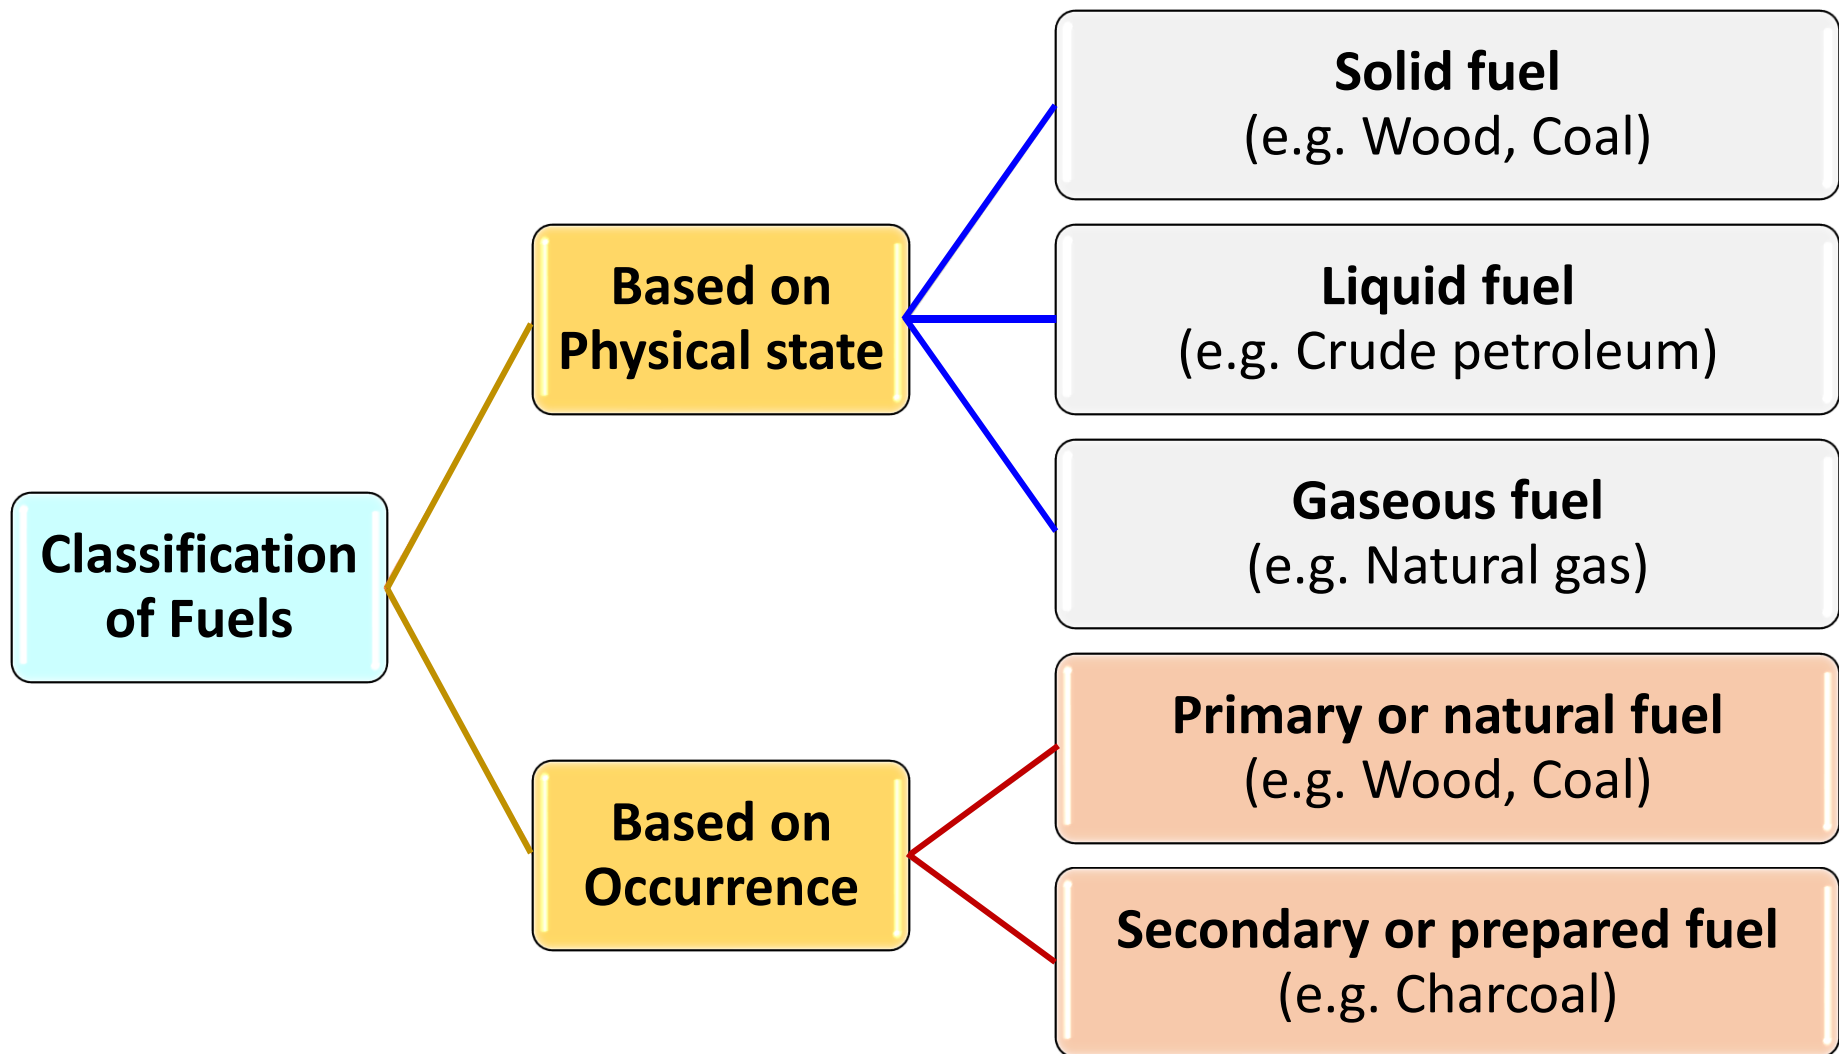 Classification
of Fuels
Based on
Physical state
Solid fuel
(e.g. Wood, Coal)
Liquid fuel
(e.g. Crude petroleum)
Gaseous fuel
(e.g. Natural gas)
Based on
Occurrence
Primary or natural fuel
(e.g. Wood, Coal)
Secondary or prepared fuel
(e.g. Charcoal)